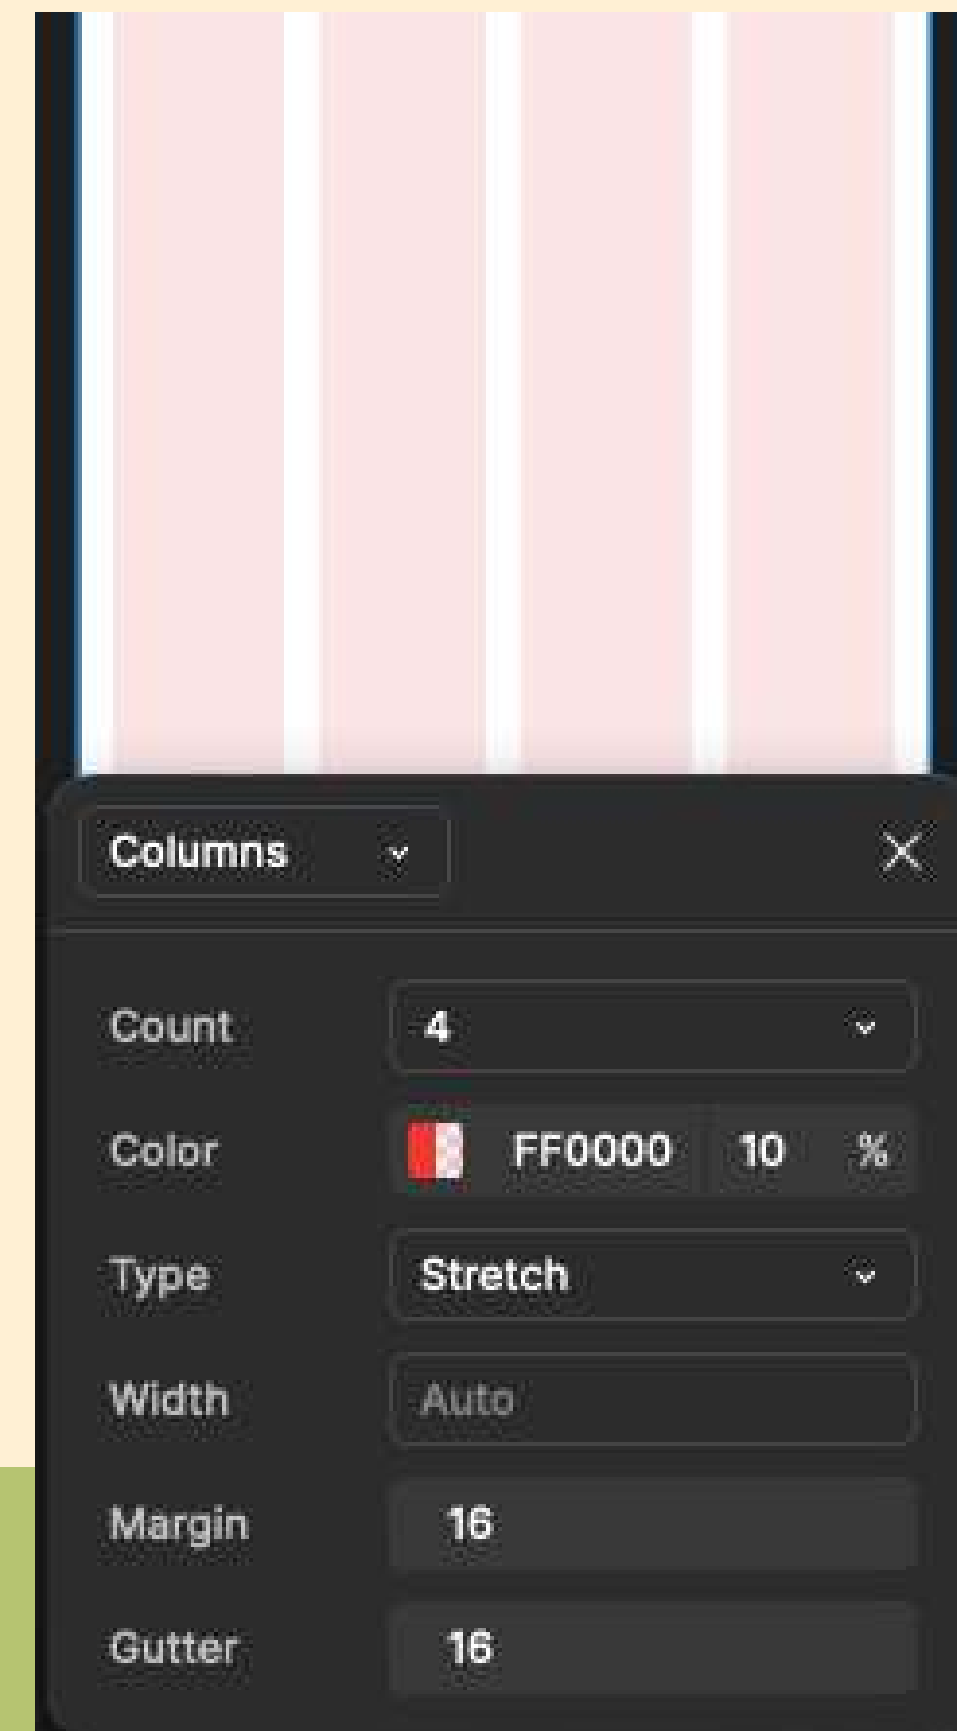 Columns
Count 4
Color FF0000 10 %
Type Stretch
Width Auto
Margin 16
Gutter 16